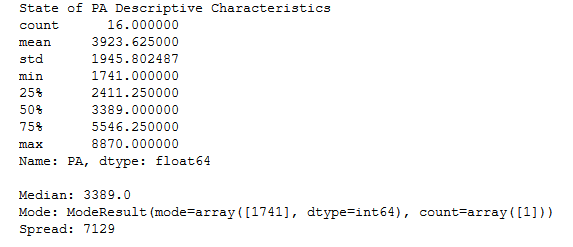 State of PA Descriptive Characteristics
count 16.000000
mean 3923.625000
std 1945.802487
min 1741.000000
25% 2411.250000
50% 3389.000000
75% 5546.250000
max 8870.000000
Name: PA, dtype: float64
Median: 3389.0
Mode: ModeResult(mode=array([1741], dtype=int64), count=array([1]))
Spread: 7129